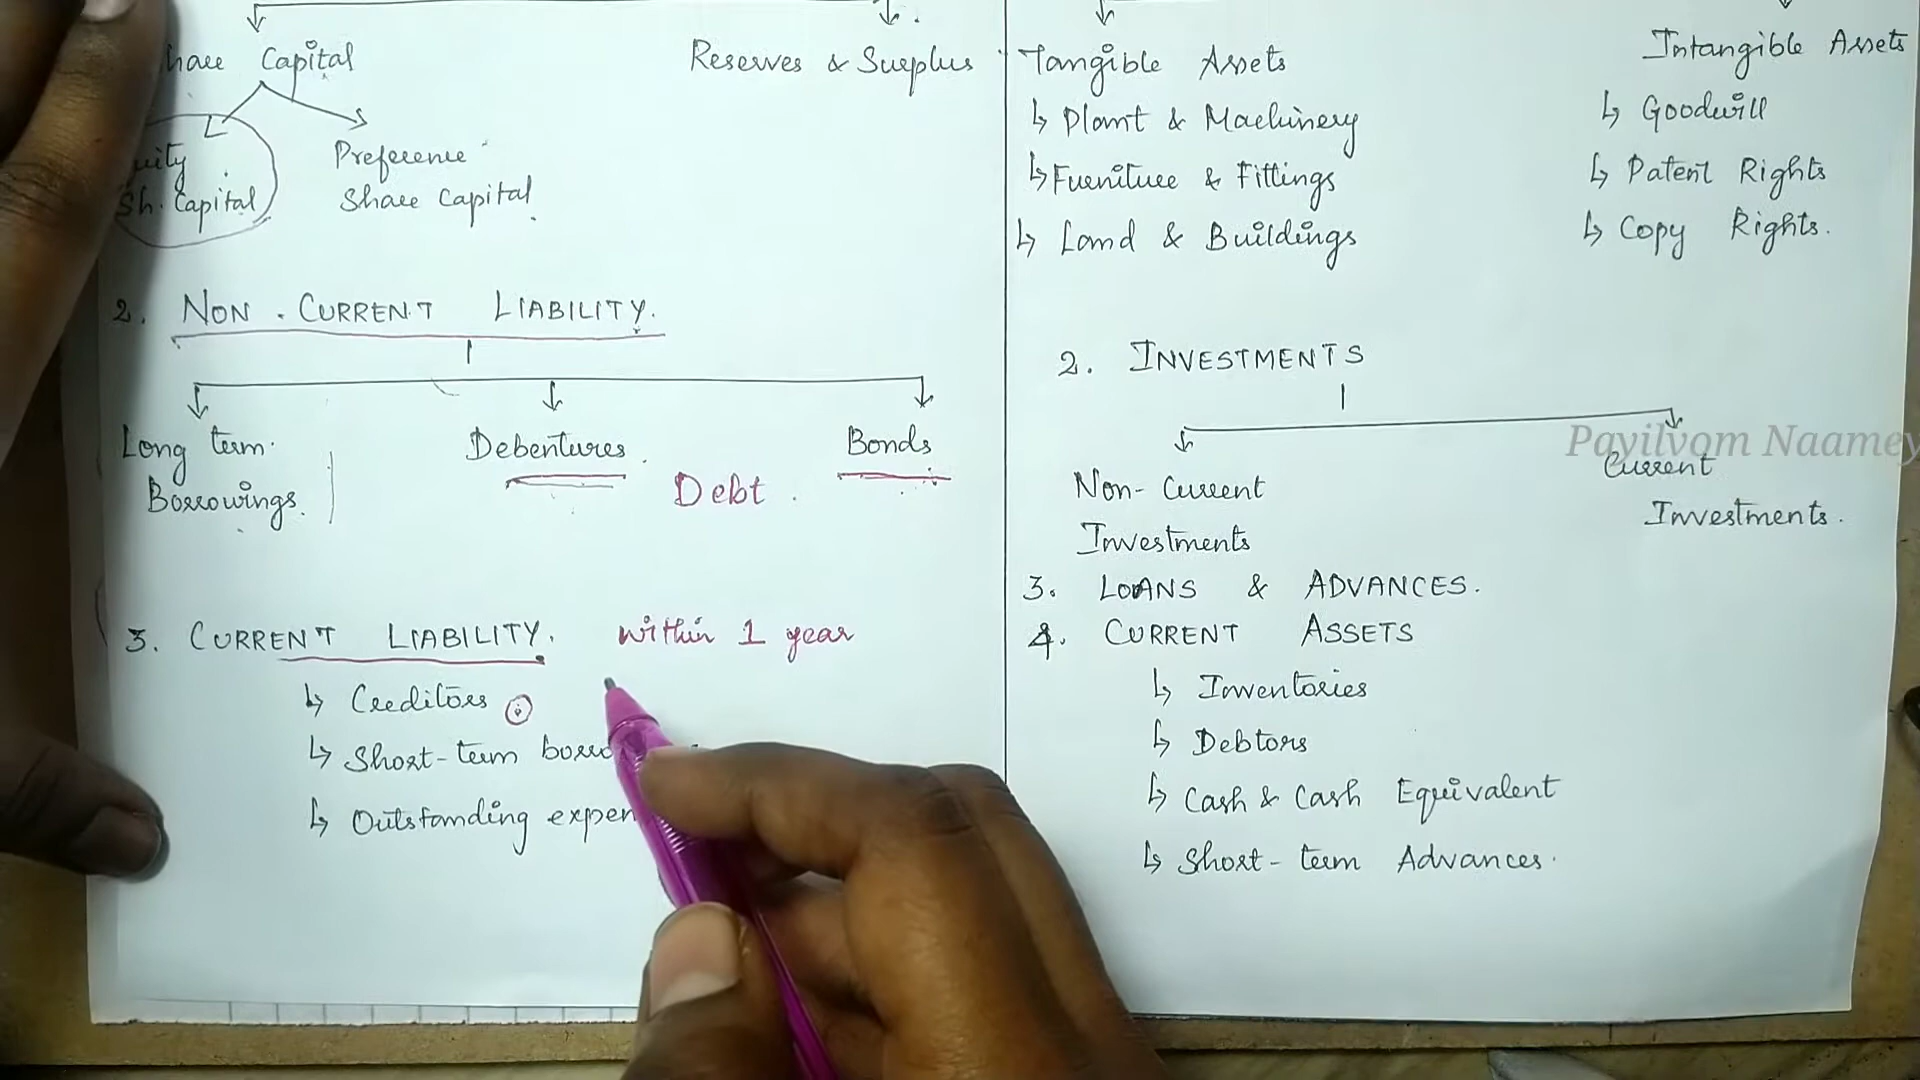 Share Capital
Reserves & Surplus
Equity
Sh. Capital
Preference
Share Capital
2. NON-CURRENT LIABILITY.
Long term
Borrowings.
Debentures.
Bonds
Debt.
3. CURRENT LIABILITY. Within 1 year
↳ Creditors
↳ Short-term
↳ Outstanding
Tangible Assets
↳ Plant & Machinery
↳ Furniture & Fittings
↳ Land & Buildings
Intangible Assets
↳ Goodwill
↳ Patent Rights
↳ Copy Rights.
2. INVESTMENTS
Non-Current
Investments
Current
Investments.
3. LOANS & ADVANCES.
4. CURRENT ASSETS
↳ Inventories
↳ Debtors
↳ Cash & Cash Equivalent
↳ Short-term Advances.
Payilvom Naamey